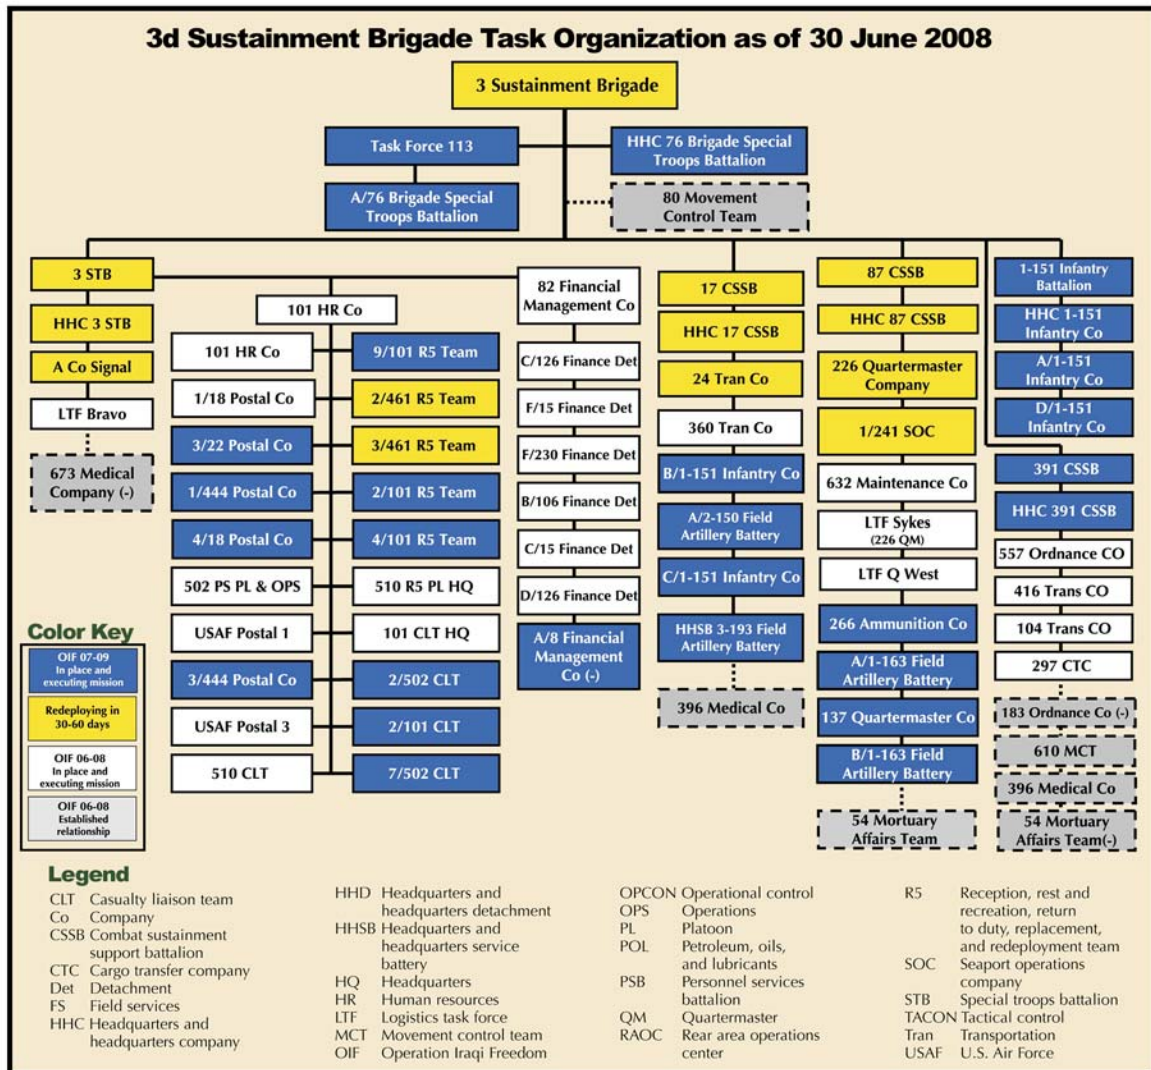 3d Sustainment Brigade Task Organization as of 30 June 2008
3 Sustainment Brigade
Task Force 113
HHC 76 Brigade Special
Troops Battalion
A/76 Brigade Special
Troops Battalion
80 Movement
Control Team
3 STB
HHC 3 STB
A Co Signal
LTF Bravo
673 Medical
Company (-)
101 HR Co
101 HR Co
9/101 R5 Team
1/18 Postal Co
2/461 R5 Team
3/22 Postal Co
3/461 R5 Team
1/444 Postal Co
2/101 R5 Team
4/18 Postal Co
4/101 R5 Team
502 PS PL & OPS
510 R5 PL HQ
USAF Postal 1
101 CLT HQ
3/444 Postal Co
2/502 CLT
USAF Postal 3
2/101 CLT
510 CLT
7/502 CLT
82 Financial
Management Co
C/126 Finance Det
F/15 Finance Det
F/230 Finance Det
B/106 Finance Det
C/15 Finance Det
D/126 Finance Det
A/8 Financial
Management
Co (-)
17 CSSB
HHC 17 CSSB
24 Tran Co
360 Tran Co
B/1-151 Infantry Co
A/2-150 Field
Artillery Battery
C/1-151 Infantry Co
HHSB 3-193 Field
Artillery Battery
396 Medical Co
87 CSSB
HHC 87 CSSB
226 Quartermaster
Company
1/241 SOC
632 Maintenance Co
LTF Sykes
(226 QM)
LTF Q West
266 Ammunition Co
A/1-163 Field
Artillery Battery
137 Quartermaster Co
B/1-163 Field
Artillery Battery
54 Mortuary
Affairs Team
1-151 Infantry
Battalion
HHC 1-151
Infantry Co
A/1-151
Infantry Co
D/1-151
Infantry Co
391 CSSB
HHC 391 CSSB
557 Ordnance CO
416 Trans CO
104 Trans CO
297 CTC
183 Ordnance Co (-)
610 MCT
396 Medical Co
54 Mortuary
Affairs Team(-)
Color Key
OIF 07-09
In place and
executing mission
Redeploying in
30-60 days
OIF 06-08
In place and
executing mission
OIF 06-08
Established
relationship
Legend
CLT Casualty liaison team
Co Company
CSSB Combat sustainment
support battalion
CTC Cargo transfer company
Det Detachment
FS Field services
HHC Headquarters and
headquarters company
HHD Headquarters and
headquarters detachment
HHSB Headquarters and
headquarters service
battery
HQ Headquarters
HR Human resources
LTF Logistics task force
MCT Movement control team
OIF Operation Iraqi Freedom
OPCON Operational control
OPS Operations
PL Platoon
POL Petroleum, oils,
and lubricants
PSB Personnel services
battalion
QM Quartermaster
RAOC Rear area operations
center
R5 Reception, rest and
recreation, return
to duty, replacement,
and redeployment team
SOC Seaport operations
company
STB Special troops battalion
TACON Tactical control
Tran Transportation
USAF U.S. Air Force